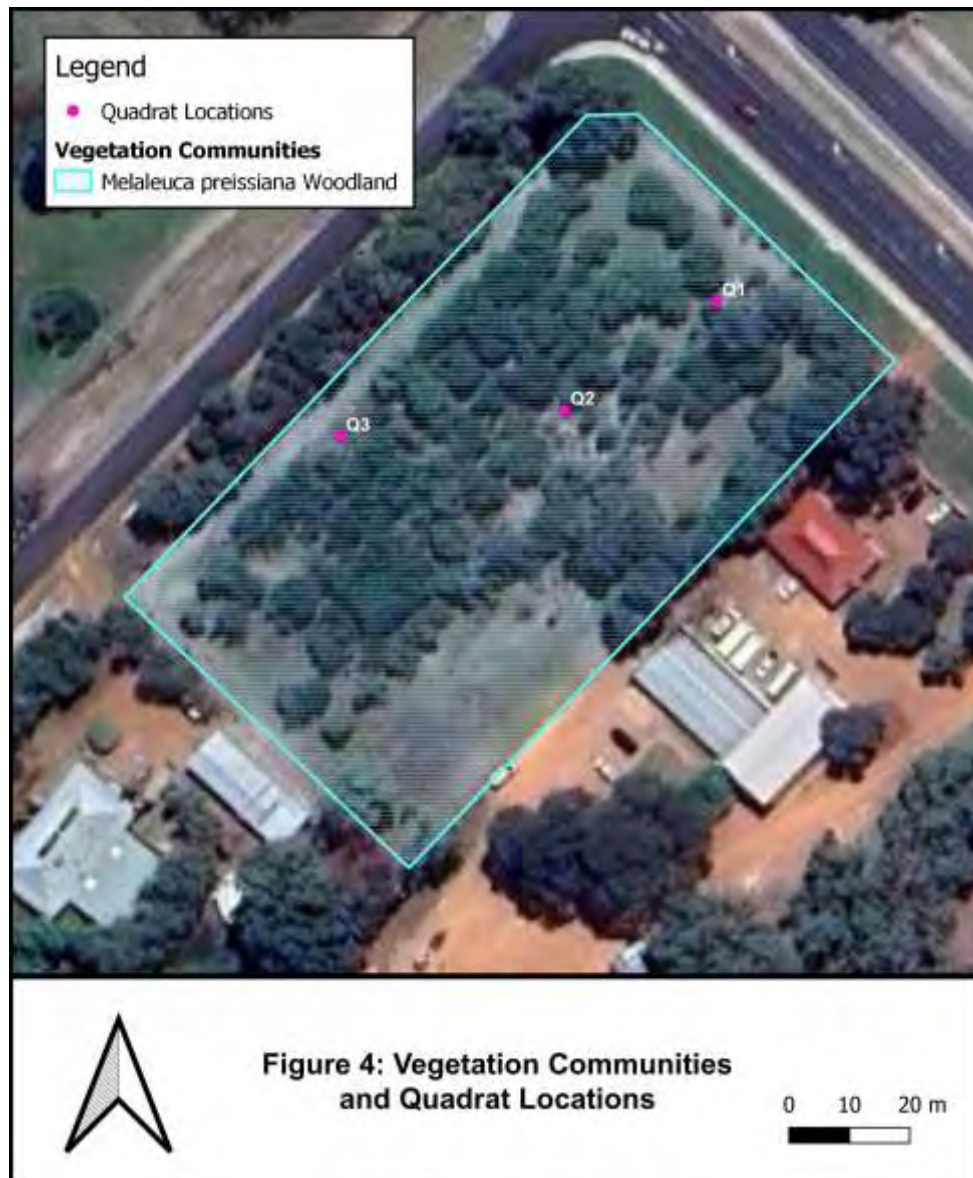 Legend
Quadrat Locations
Vegetation Communities
Melaleuca preissiana Woodland
Q1
Q2
Q3
Figure 4: Vegetation Communities
and Quadrat Locations
0 10 20 m